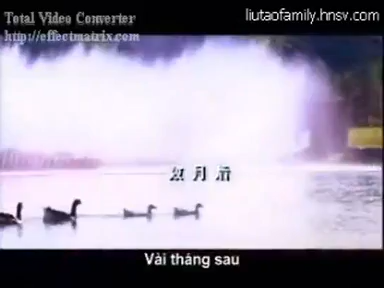 Total Video Converter
http://effectmatrix.com
liutaofamily.hnsv.com
数月后
Vài tháng sau